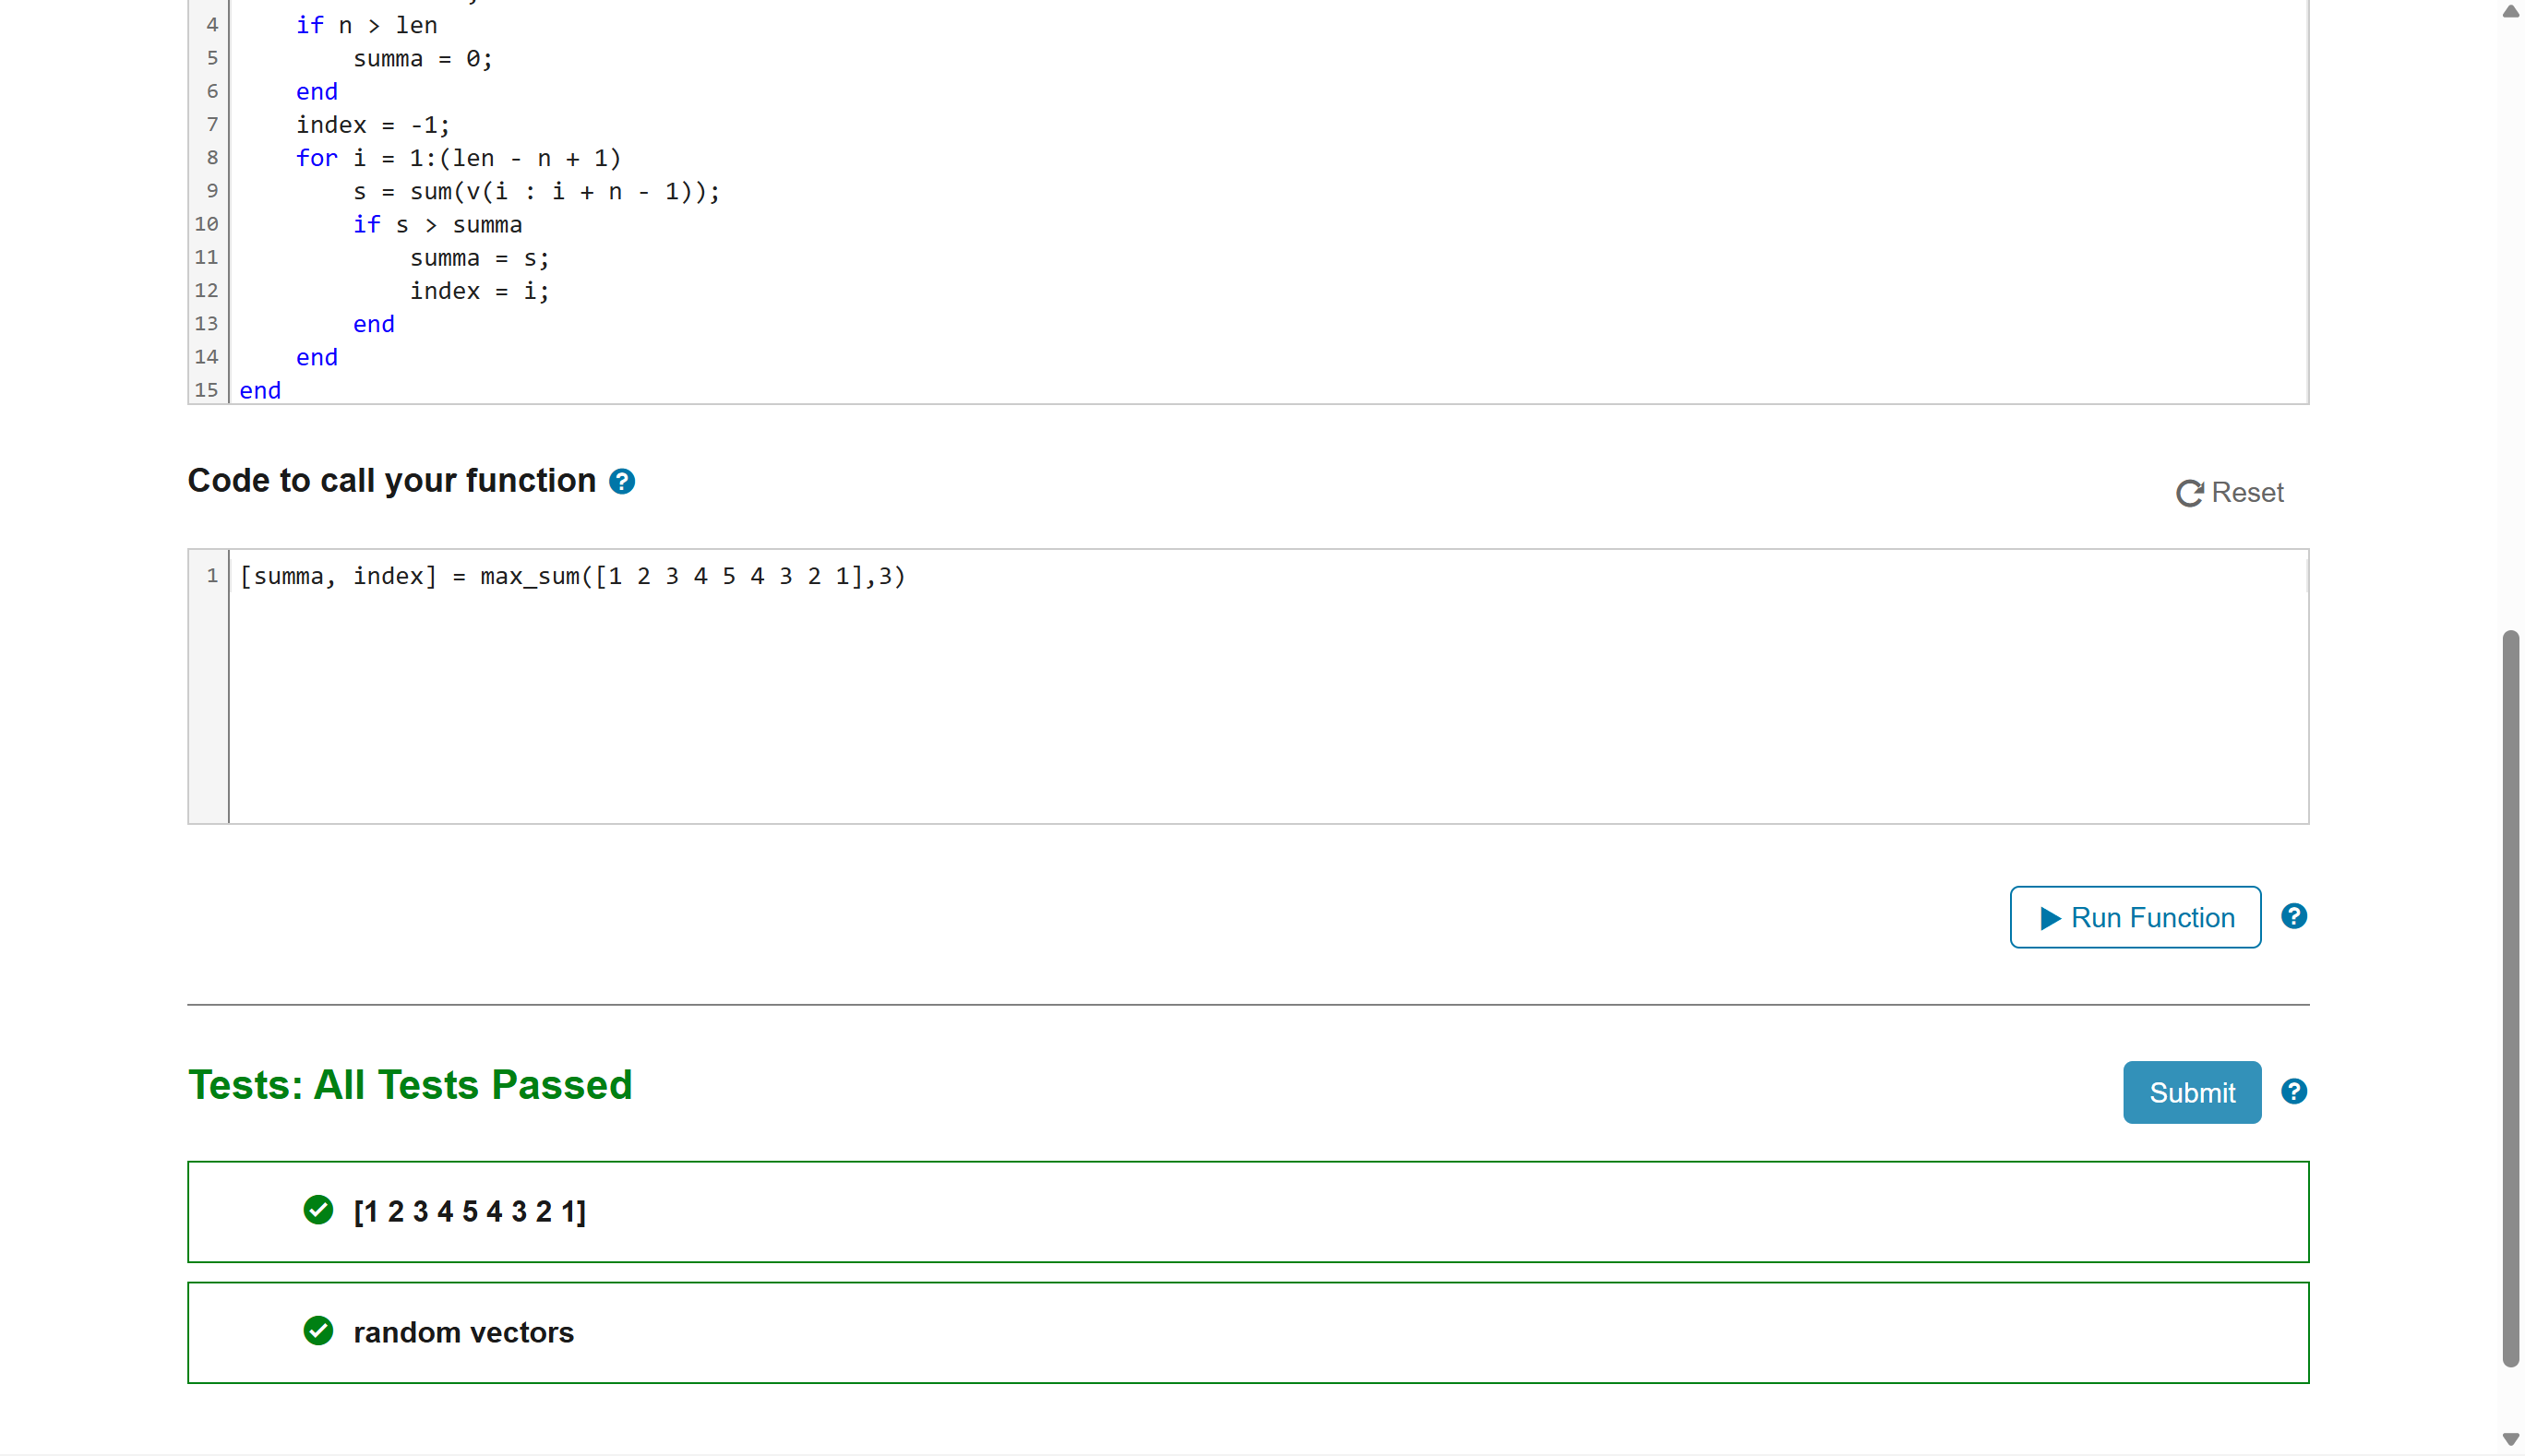 4 if n > len
5 summa = 0;
6 end
7 index = -1;
8 for i = 1:(len - n + 1)
9 s = sum(v(i : i + n - 1));
10 if s > summa
11 summa = s;
12 index = i;
13 end
14 end
15 end
Code to call your function ?
Reset
1 [summa, index] = max_sum([1 2 3 4 5 4 3 2 1],3)
Run Function ?
Tests: All Tests Passed
Submit ?
[1 2 3 4 5 4 3 2 1]
random vectors